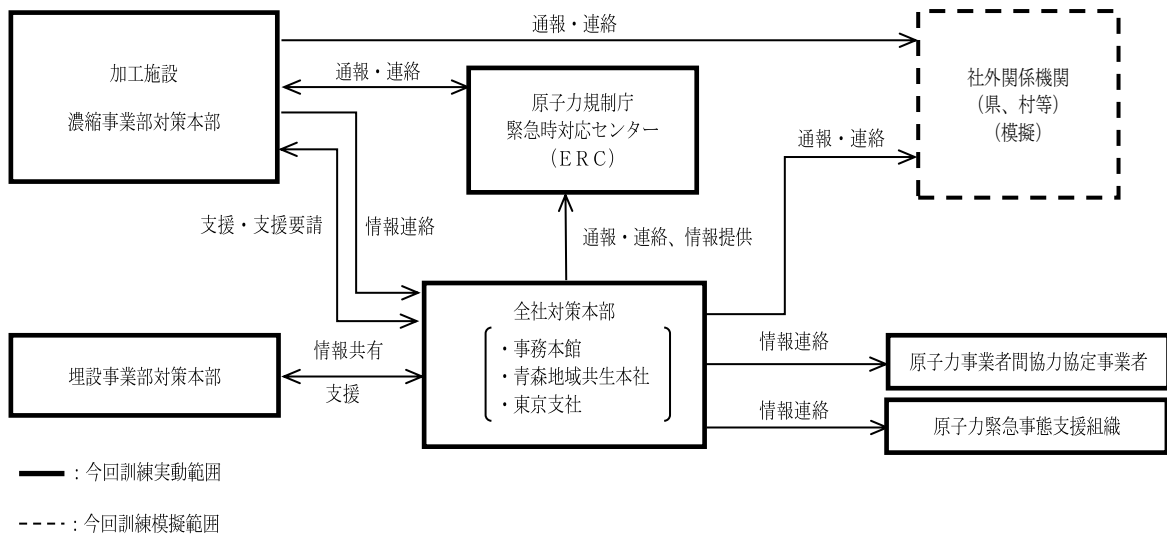 通報・連絡
加工施設
濃縮事業部対策本部
通報・連絡
原子力規制庁
緊急時対応センター
(ERC)
社外関係機関
(県、村等)
(模擬)
通報・連絡
支援・支援要請
情報連絡
通報・連絡、情報提供
全社対策本部
・事務本館
・青森地域共生本社
・東京支社
埋設事業部対策本部
情報共有
支援
情報連絡
原子力事業者間協力協定事業者
情報連絡
原子力緊急事態支援組織
:今回訓練実動範囲
:今回訓練模擬範囲